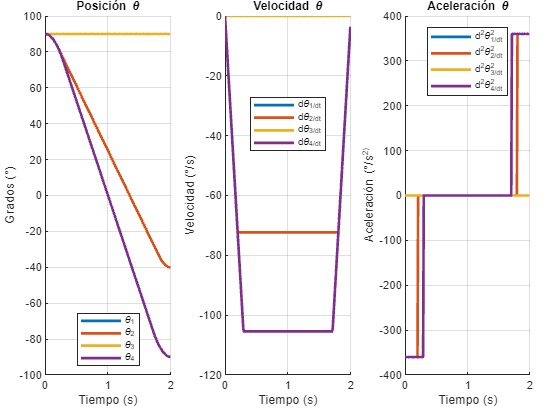 Posición θ
100
80
60
40
20
0
-20
-40
-60
-80
-100
Grados (°)
0
1
2
Tiempo (s)
θ1
θ2
θ3
θ4
Velocidad θ
0
-20
-40
-60
-80
-100
-120
Velocidad (°/s)
0
1
2
Tiempo (s)
dθ1/dt
dθ2/dt
dθ3/dt
dθ4/dt
Aceleración θ
400
300
200
100
0
-100
-200
-300
-400
Aceleración (°/s²)
0
1
2
Tiempo (s)
d²θ²1/dt
d²θ²2/dt
d²θ²3/dt
d²θ²4/dt